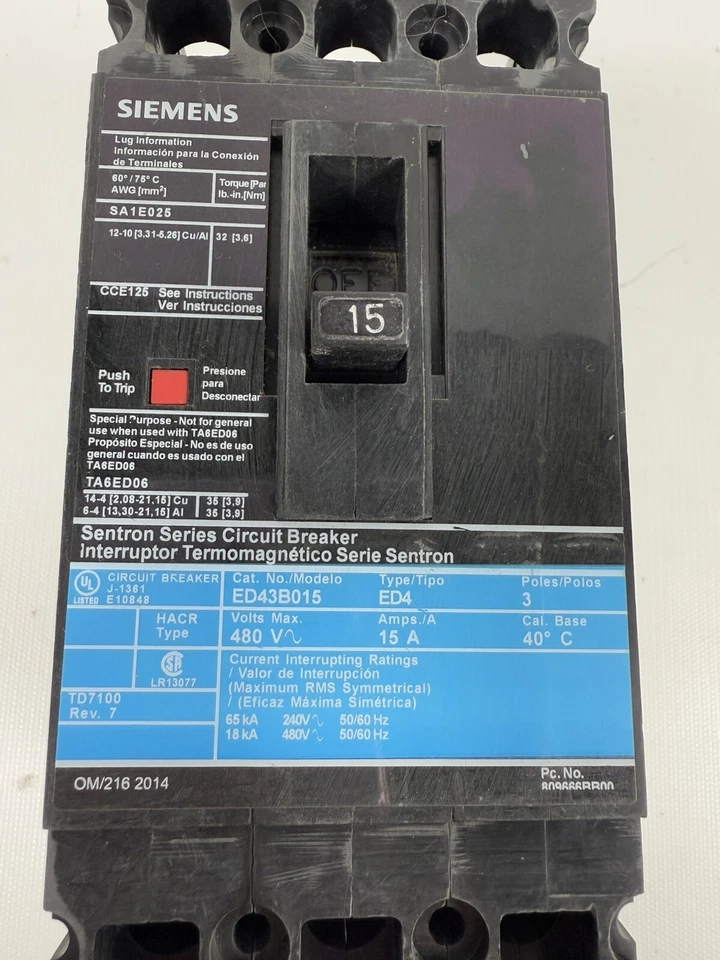 SIEMENS
Lug Information
Información para la Conexión
de Terminales
60° / 75° C
AWG [mm²]
Torque [Par
lb.-in.[Nm]
SA1E025
12-10 [3,31-5.26] Cu/Al
32 [3.6]
CCE125 See Instructions
Ver Instrucciones
OFF
15
Push
To Trip
Presione
para
Desconectar
Special Purpose - Not for general
use when used with TA6ED06
Propósito Especial - No es de uso
general cuando es usado con el
TA6ED06
TA6ED06
14-4 [2,08-21,15] Cu 35 [3,9]
6-4 [13,30-21,15] Al 35 [3,9]
Sentron Series Circuit Breaker
Interruptor Termomagnético Serie Sentron
UL
LISTED
CIRCUIT BREAKER
J-1361
E10848
HACR
Type
LR13077
TD7100
Rev. 7
Cat. No./Modelo
ED43B015
Type/Tipo
ED4
Poles/Polos
3
Volts Max.
480 V∿
Amps./A
15 A
Cal. Base
40° C
Current Interrupting Ratings
/ Valor de Interrupción
(Maximum RMS Symmetrical)
/ (Eficaz Máxima Simétrica)
65 kA 240V∿ 50/60 Hz
18 kA 480V∿ 50/60 Hz
OM/216 2014
Pc. No.